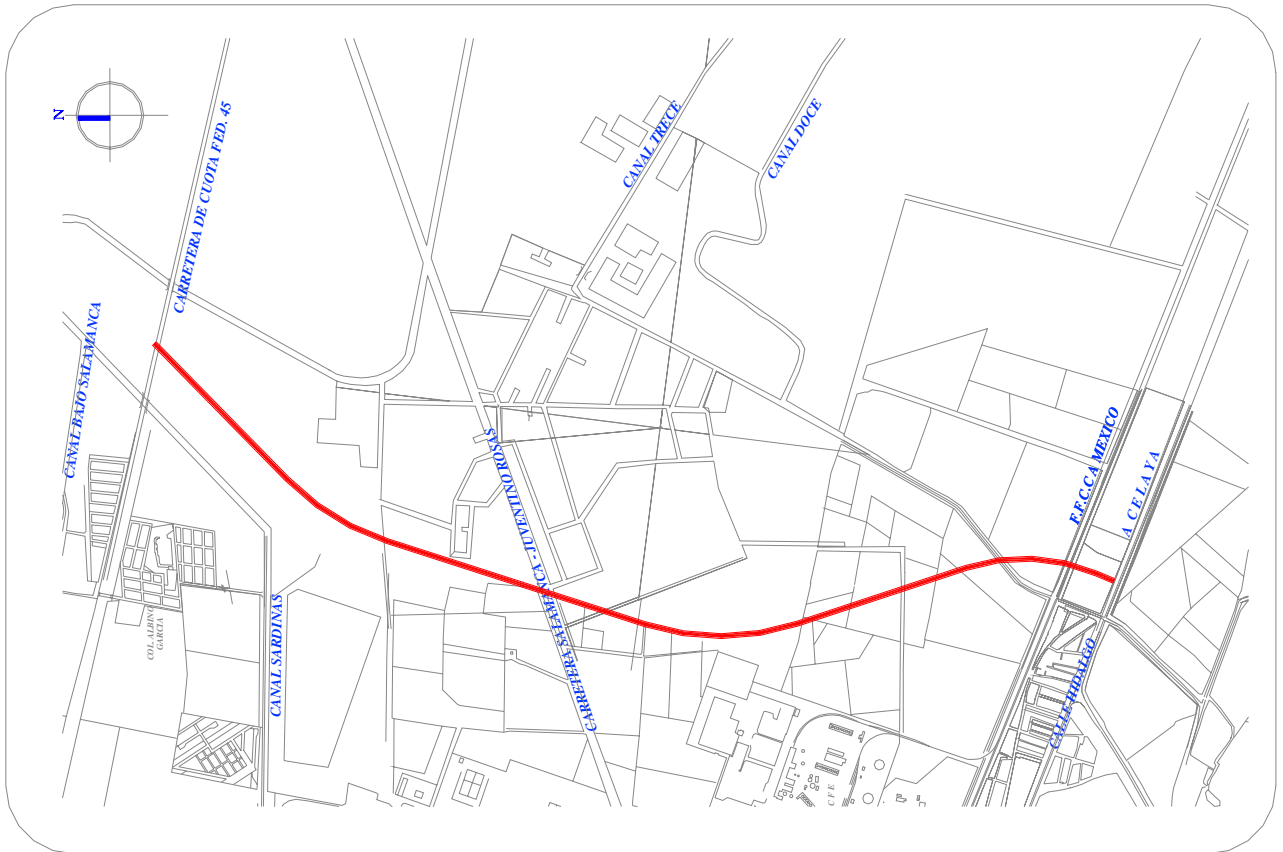 N
CARRETERA DE CUOTA FED. 45
CANAL TRECE
CANAL DOCE
CANAL BAJO SALAMANCA
CARRETERA SALAMANCA - JUVENTINO ROSAS
F.F.C.C A MEXICO
A CELAYA
COL. ALBINO
GARCIA
CANAL SARDINAS
CALLE HIDALGO
CFE